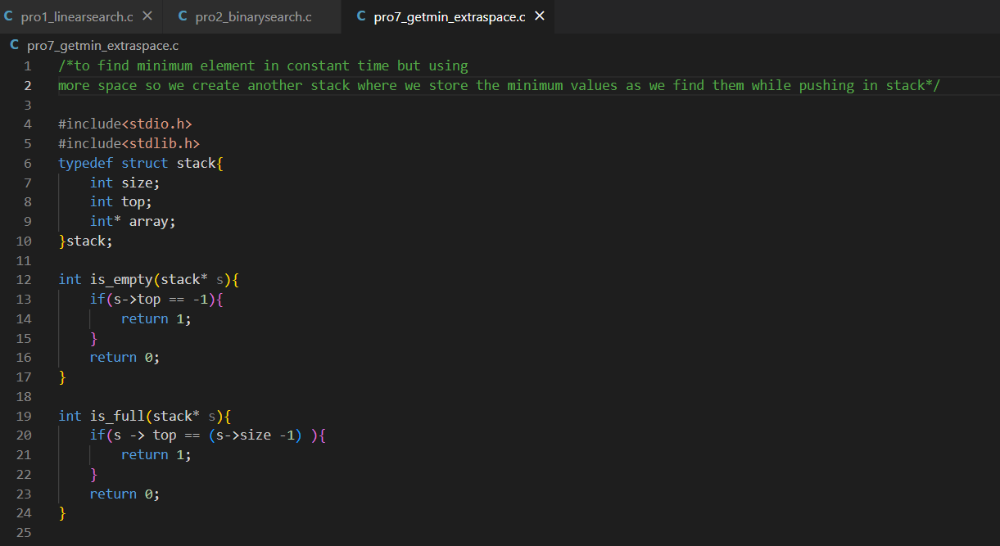 C pro1_linearsearch.c × C pro2_binarysearch.c C pro7_getmin_extraspace.c ×
C pro7_getmin_extraspace.c
1 /*to find minimum element in constant time but using
2 more space so we create another stack where we store the minimum values as we find them while pushing in stack*/
3
4 #include<stdio.h>
5 #include<stdlib.h>
6 typedef struct stack{
7     int size;
8     int top;
9     int* array;
10 }stack;
11
12 int is_empty(stack* s){
13     if(s->top == -1){
14         return 1;
15     }
16     return 0;
17 }
18
19 int is_full(stack* s){
20     if(s -> top == (s->size -1) ){
21         return 1;
22     }
23     return 0;
24 }
25